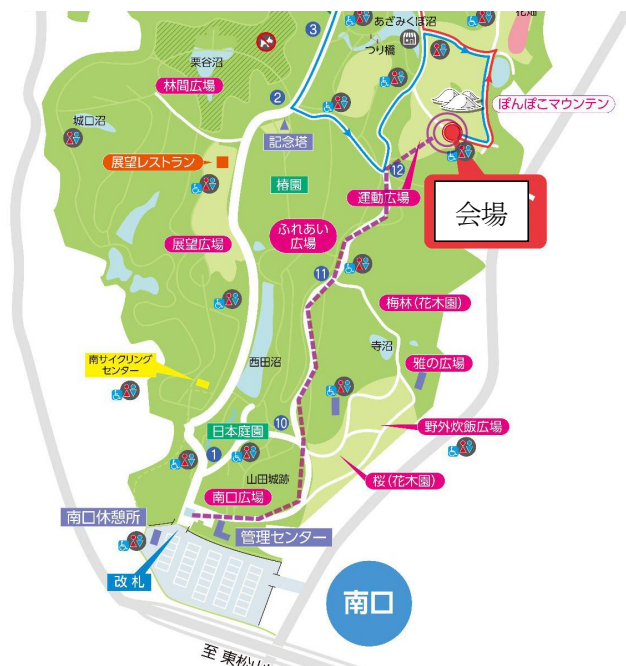 花畑
あざみくぼ沼
3
つり橋
栗谷沼
林間広場
2
ぽんぽこマウンテン
城口沼
記念塔
展望レストラン
12
運動広場
椿園
会場
ふれあい
広場
展望広場
11
梅林(花木園)
寺沼
西田沼
雅の広場
南サイクリング
センター
10
野外炊飯広場
日本庭園
1
山田城跡
桜(花木園)
南口広場
南口休憩所
管理センター
改札
南口
至 東松山